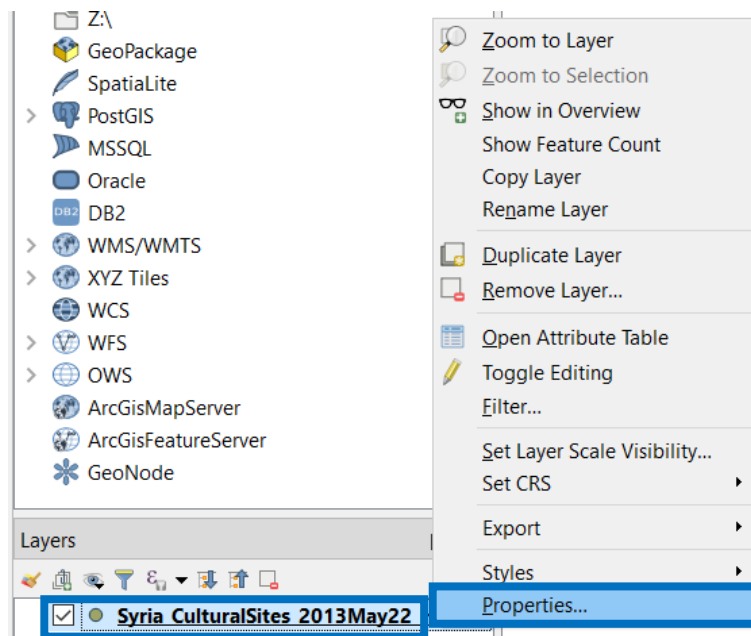 Z:\
GeoPackage
SpatiaLite
PostGIS
MSSQL
Oracle
DB2 DB2
WMS/WMTS
XYZ Tiles
WCS
WFS
OWS
ArcGisMapServer
ArcGisFeatureServer
GeoNode
Layers
Syria_CulturalSites_2013May22
Zoom to Layer
Zoom to Selection
Show in Overview
Show Feature Count
Copy Layer
Rename Layer
Duplicate Layer
Remove Layer...
Open Attribute Table
Toggle Editing
Filter...
Set Layer Scale Visibility...
Set CRS
Export
Styles
Properties...